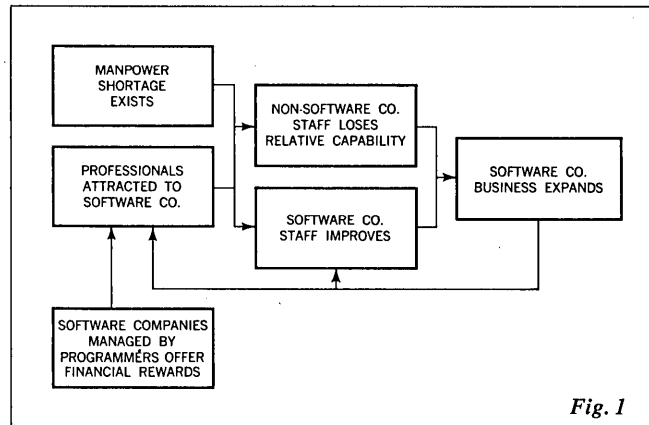 MANPOWER
SHORTAGE
EXISTS
NON-SOFTWARE CO.
STAFF LOSES
RELATIVE CAPABILITY
PROFESSIONALS
ATTRACTED TO
SOFTWARE CO.
SOFTWARE CO.
BUSINESS EXPANDS
SOFTWARE CO.
STAFF IMPROVES
SOFTWARE COMPANIES
MANAGED BY
PROGRAMMERS OFFER
FINANCIAL REWARDS
Fig. 1